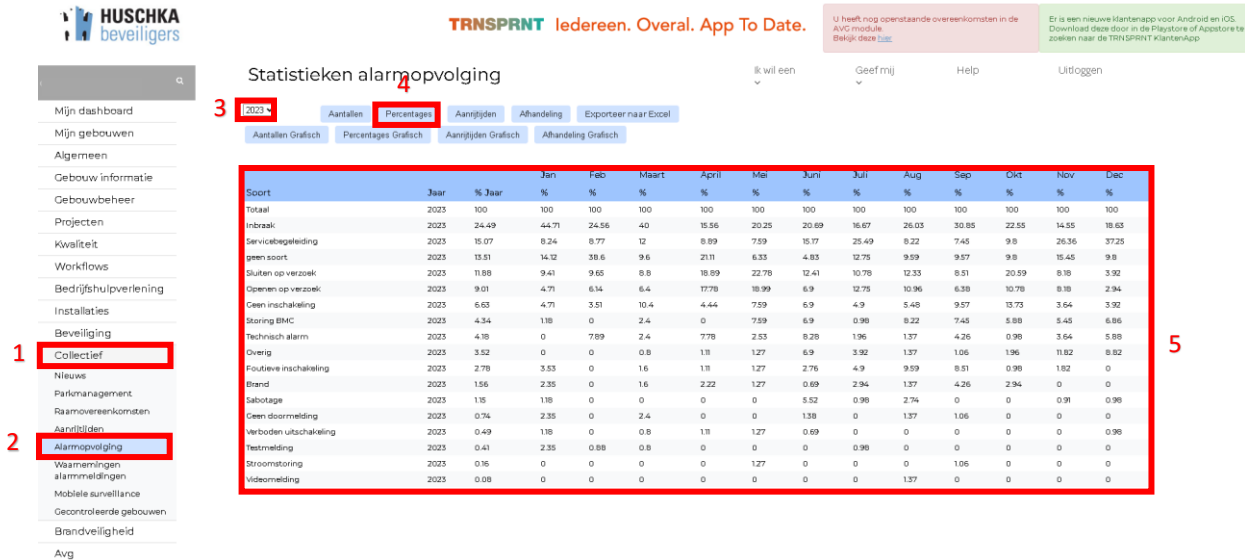 HUSCHKA
beveiligers
TRNSPRNT Iedereen. Overal. App To Date.
U heeft nog openstaande overeenkomsten in de
AVG module.
Bekijk deze hier
Er is een nieuwe klantenapp voor Android en iOS.
Download deze door in de Playstore of Appstore te
zoeken naar de TRNSPRNT KlantenApp
Statistieken alarmopvolging
Ik wil een
Geef mij
Help
Uitloggen
4
3
2023
Aantallen Percentages Aanrijtijden Afhandeling Exporteer naar Excel
Aantallen Grafisch Percentages Grafisch Aanrijtijden Grafisch Afhandeling Grafisch
Mijn dashboard
Mijn gebouwen
Algemeen
Gebouw informatie
Gebouwbeheer
Projecten
Kwaliteit
Workflows
Bedrijfshulpverlening
Installaties
Beveiliging
1 Collectief
Nieuws
Parkmanagement
Raamovereenkomsten
Aanrijtijden
2 Alarmopvolging
Waarnemingen
alarmmeldingen
Mobiele surveillance
Gecontroleerde gebouwen
Brandveiligheid
Avg
Jan Feb Maart April Mei Juni Juli Aug Sep Okt Nov Dec
Soort Jaar % Jaar % % % % % % % % % % % %
Totaal 2023 100 100 100 100 100 100 100 100 100 100 100 100 100
Inbraak 2023 24.49 44.71 24.56 40 15.56 20.25 20.69 16.67 26.03 30.85 22.55 14.55 18.63
Servicebegeleiding 2023 15.07 8.24 8.77 12 8.89 7.59 15.17 25.49 8.22 7.45 9.8 26.36 37.25
geen soort 2023 13.51 14.12 38.6 9.6 21.11 6.33 4.83 12.75 9.59 9.57 9.8 15.45 9.8
Sluiten op verzoek 2023 11.88 9.41 9.65 8.8 18.89 22.78 12.41 10.78 12.33 8.51 20.59 8.18 3.92
Openen op verzoek 2023 9.01 4.71 6.14 6.4 17.78 18.99 6.9 12.75 10.96 6.38 10.78 8.18 2.94
Geen inschakeling 2023 6.63 4.71 3.51 10.4 4.44 7.59 6.9 4.9 5.48 9.57 13.73 3.64 3.92
Storing BMC 2023 4.34 1.18 0 2.4 0 7.59 6.9 0.98 8.22 7.45 5.88 5.45 6.86
Technisch alarm 2023 4.18 0 7.89 2.4 7.78 2.53 8.28 1.96 1.37 4.26 0.98 3.64 5.88
Overig 2023 3.52 0 0 0.8 1.11 1.27 6.9 3.92 1.37 1.06 1.96 11.82 8.82
Foutieve inschakeling 2023 2.78 3.53 0 1.6 1.11 1.27 2.76 4.9 9.59 8.51 0.98 1.82 0
Brand 2023 1.56 2.35 0 1.6 2.22 1.27 0.69 2.94 1.37 4.26 2.94 0 0
Sabotage 2023 1.15 1.18 0 0 0 0 5.52 0.98 2.74 0 0 0.91 0.98
Geen doormelding 2023 0.74 2.35 0 2.4 0 0 1.38 0 1.37 1.06 0 0 0
Verboden uitschakeling 2023 0.49 1.18 0 0.8 1.11 1.27 0.69 0 0 0 0 0 0.98
Testmelding 2023 0.41 2.35 0.88 0.8 0 0 0 0.98 0 0 0 0 0
Stroomstoring 2023 0.16 0 0 0 0 1.27 0 0 0 1.06 0 0 0
Videomelding 2023 0.08 0 0 0 0 0 0 0 1.37 0 0 0 0
5